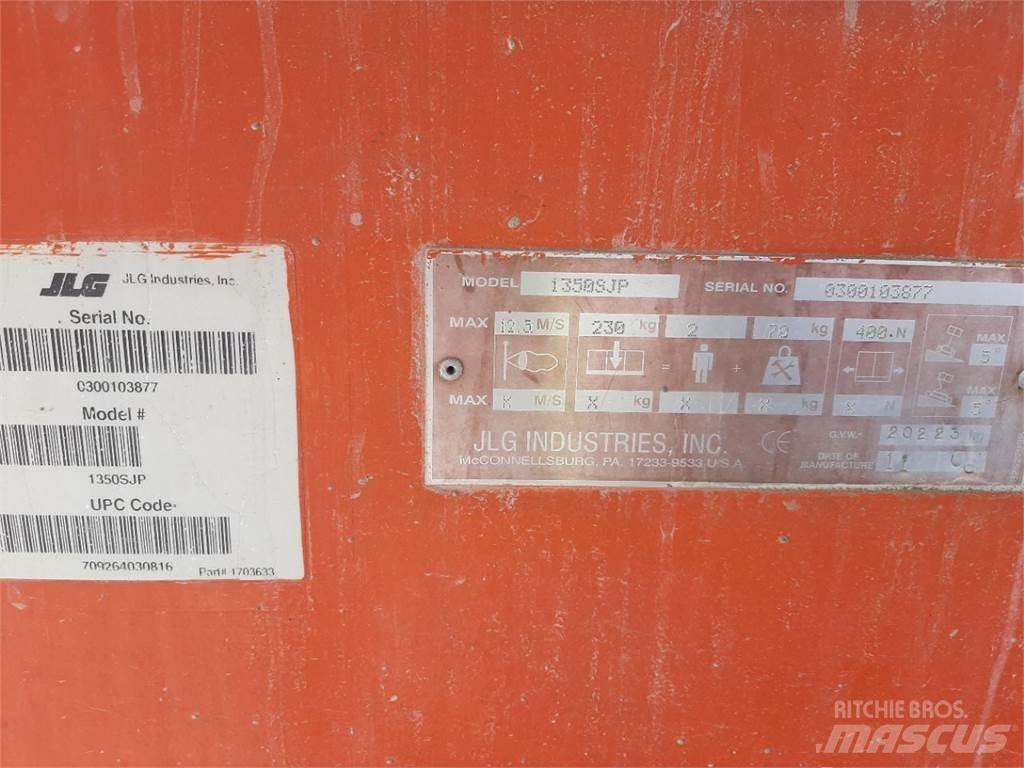 JLG JLG Industries, Inc.
Serial No.
0300103877
Model #
1350SJP
UPC Code
709264030816 Part# 1703633
MODEL 1350SJP SERIAL NO. 0300103877
MAX 12.5 M/S 230 kg 2 70 kg 400 N MAX 5°
= +
MAX X M/S X kg X X kg X N MAX 5°
JLG INDUSTRIES, INC. CE G.V.W. 20223
McCONNELLSBURG, PA. 17233-9533 U.S.A. DATE OF MANUFACTURE 11
RITCHIE BROS.
MASCUS